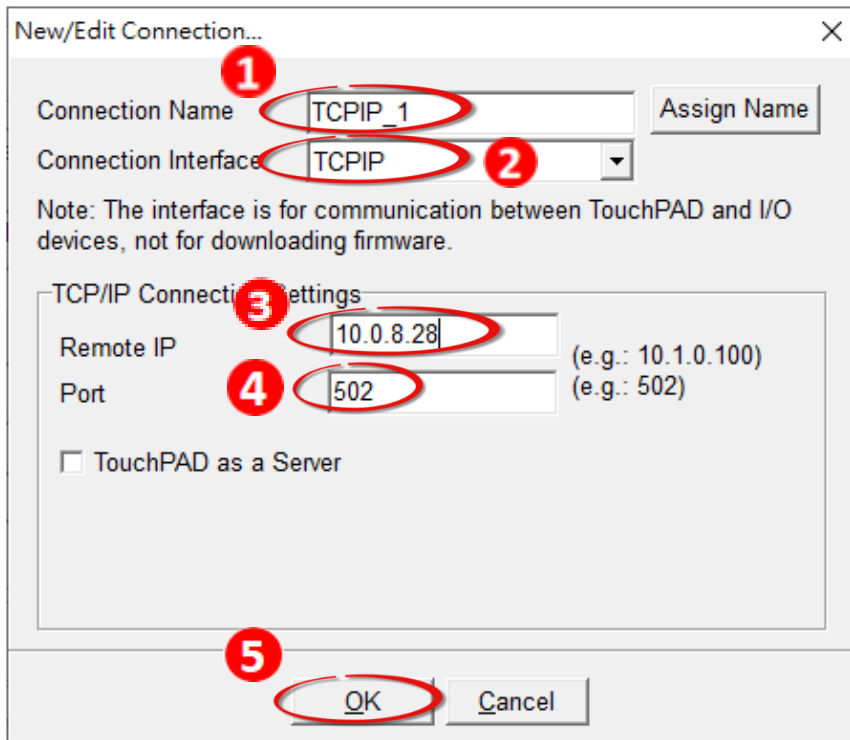 New/Edit Connection...
1
Connection Name TCPIP_1 Assign Name
Connection Interface TCPIP 2
Note: The interface is for communication between TouchPAD and I/O
devices, not for downloading firmware.
TCP/IP Connecti ettings
3
Remote IP 10.0.8.28 (e.g.: 10.1.0.100)
Port 4 502 (e.g.: 502)
TouchPAD as a Server
5
OK Cancel